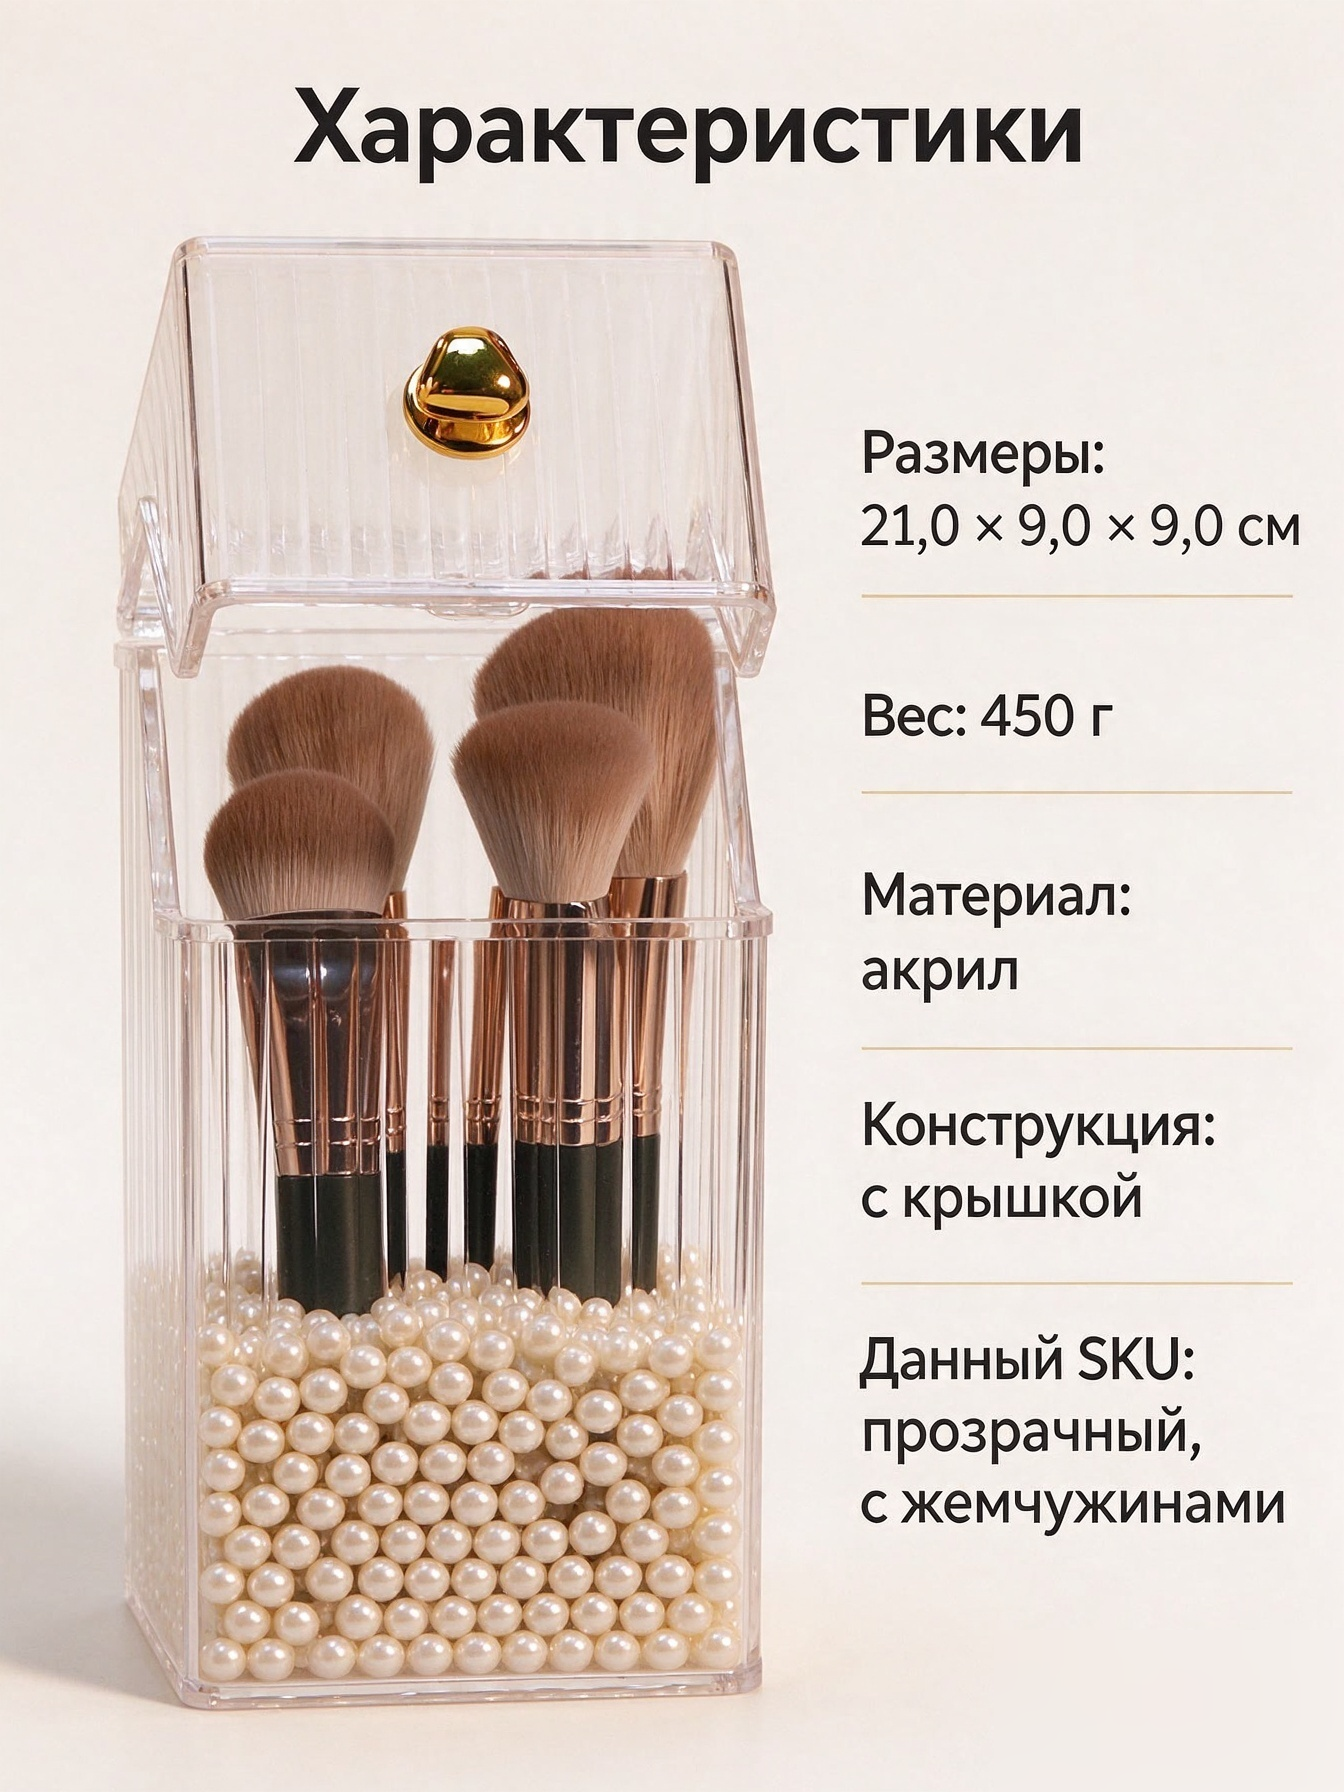 Характеристики
Размеры:
21,0 × 9,0 × 9,0 см
Вес: 450 г
Материал:
акрил
Конструкция:
с крышкой
Данный SKU:
прозрачный,
с жемчужинами